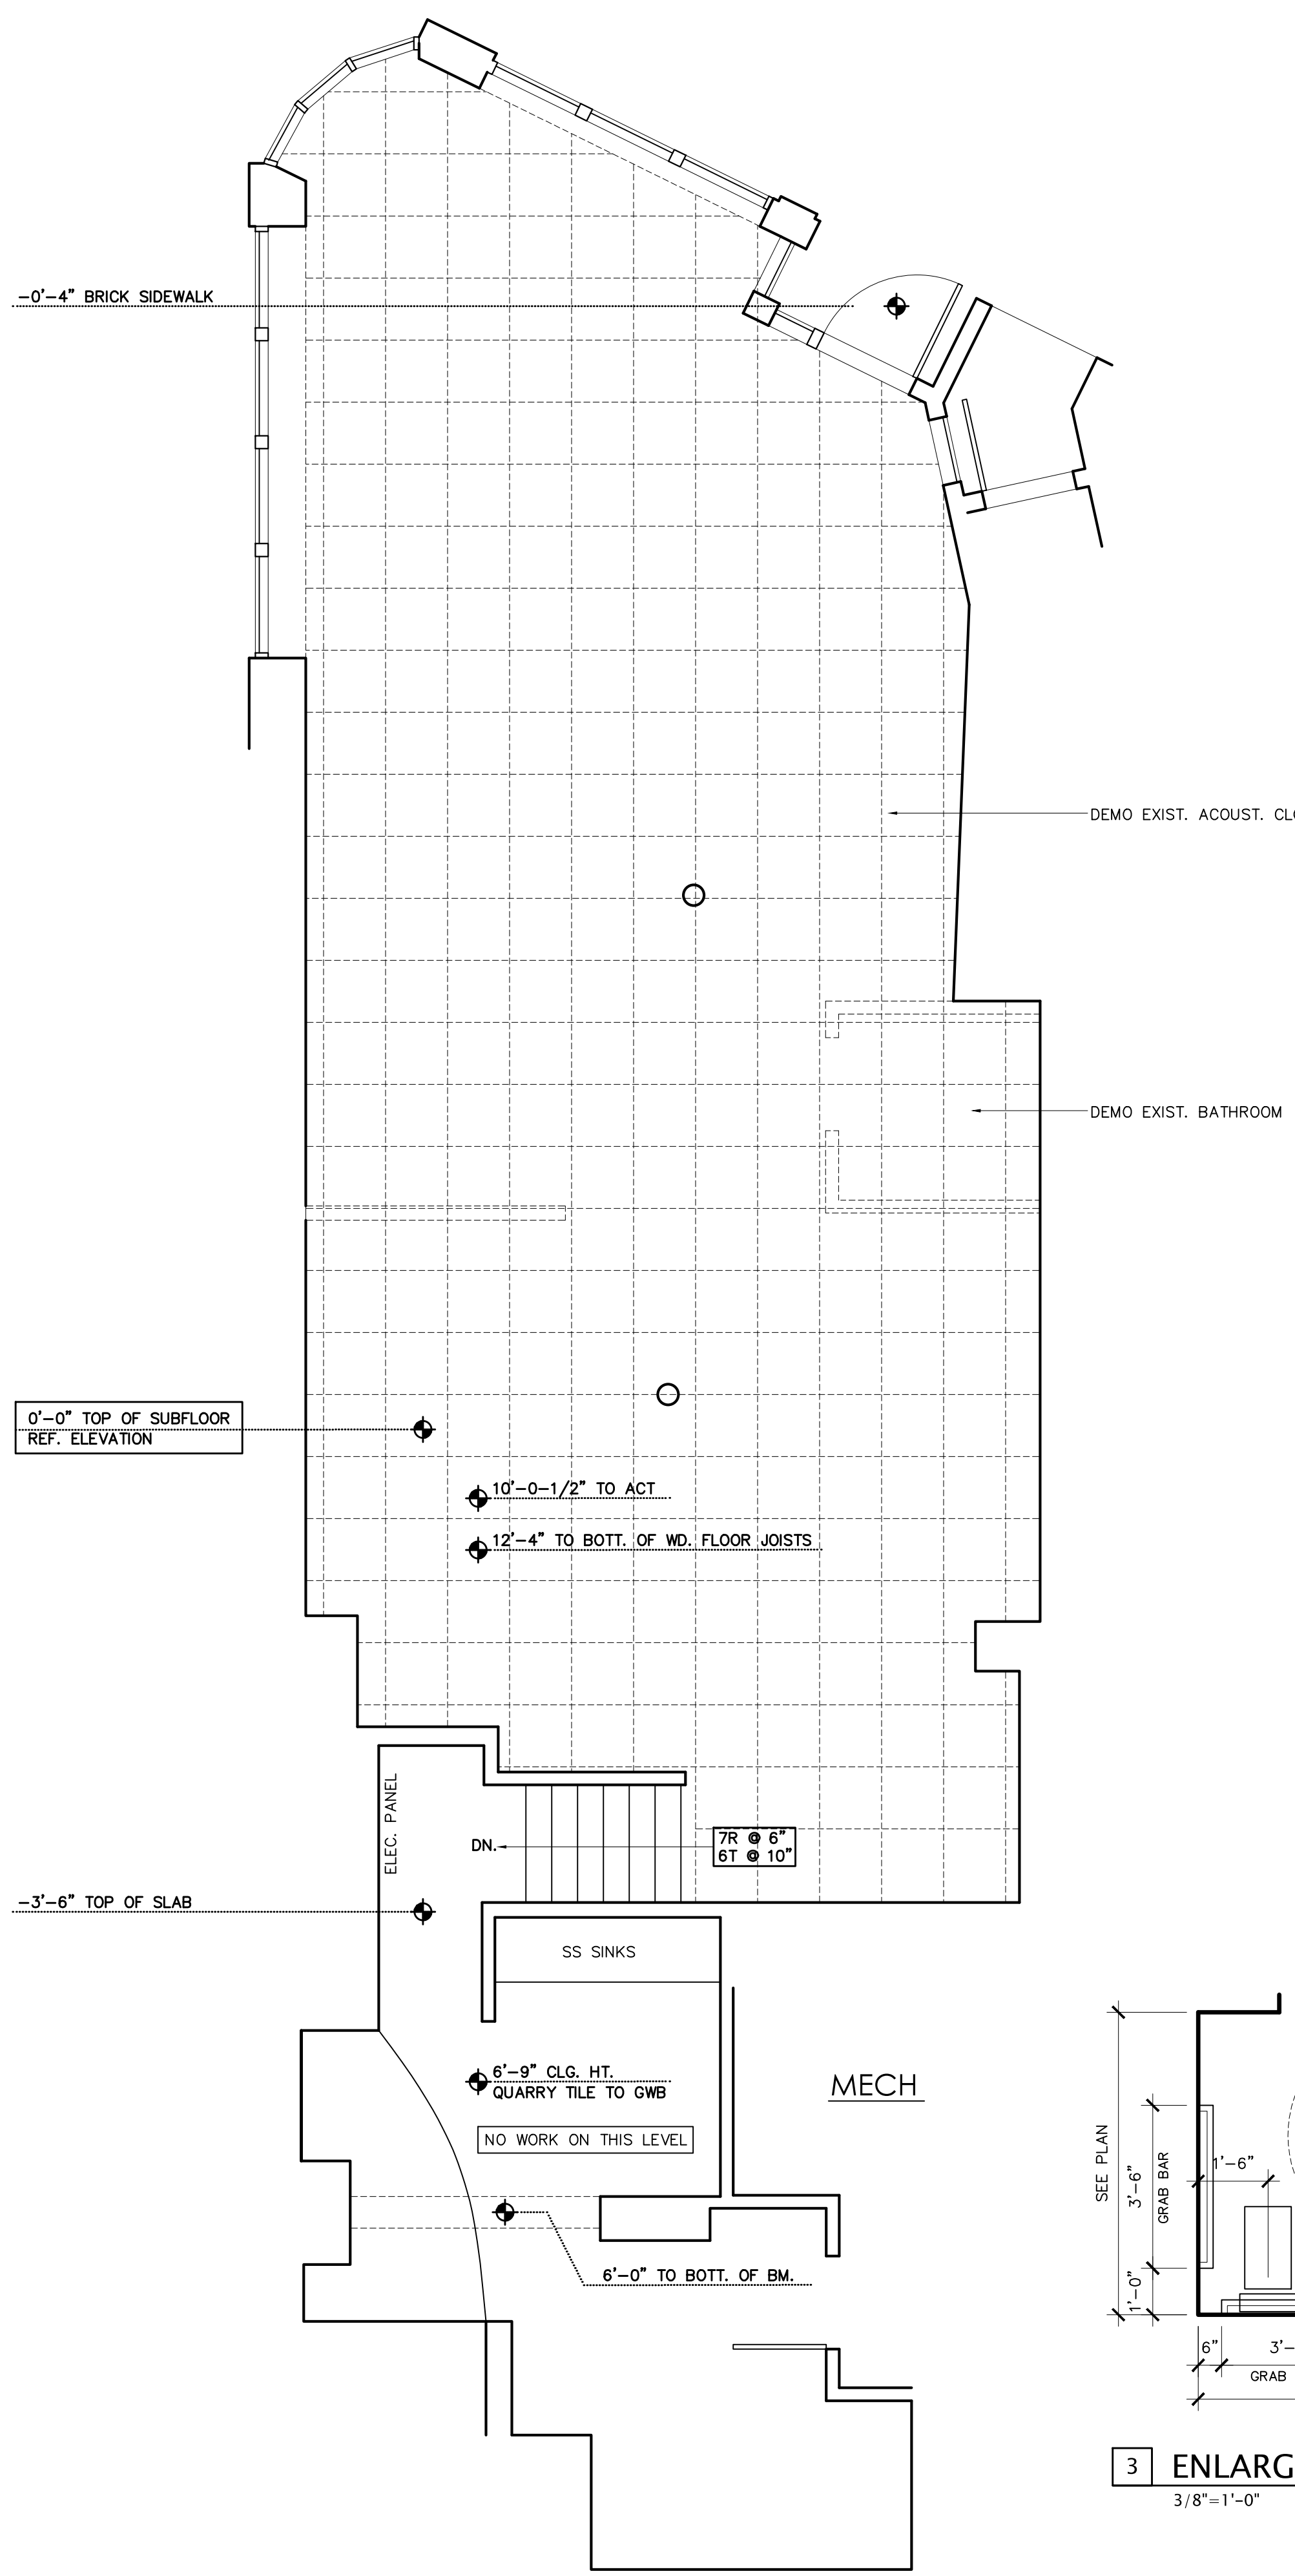 -0'-4" BRICK SIDEWALK
DEMO EXIST. ACOUST.
DEMO EXIST. BATHROOM
0'-0" TOP OF SUBFLOOR
REF. ELEVATION
10'-0-1/2" TO ACT
12'-4" TO BOTT. OF WD. FLOOR JOISTS
ELEC. PANEL
DN.
7R @ 6"
6T @ 10"
-3'-6" TOP OF SLAB
SS SINKS
6'-9" CLG. HT.
QUARRY TILE TO GWB
MECH
NO WORK ON THIS LEVEL
6'-0" TO BOTT. OF BM.
SEE PLAN
3'-6"
GRAB BAR
1'-6"
1'-0"
6"
3'-
GRAB
3 ENLARG
3/8"=1'-0"